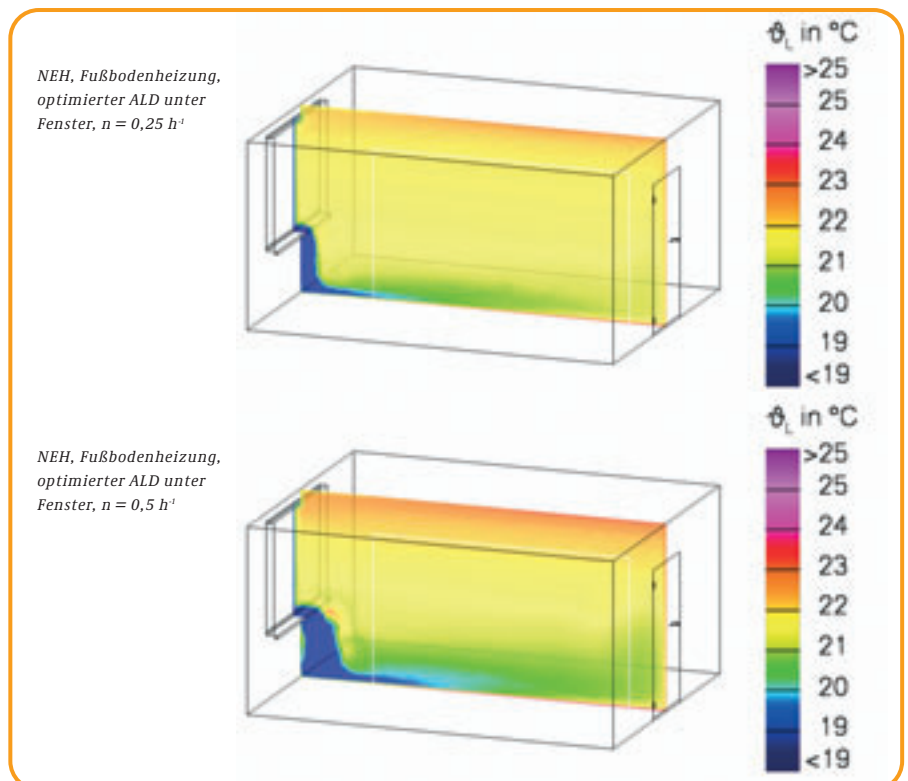 NEH, Fußbodenheizung,
optimierter ALD unter
Fenster, n = 0,25 h⁻¹
ϑL in °C
>25
25
24
23
22
21
20
19
<19
NEH, Fußbodenheizung,
optimierter ALD unter
Fenster, n = 0,5 h⁻¹
ϑL in °C
>25
25
24
23
22
21
20
19
<19